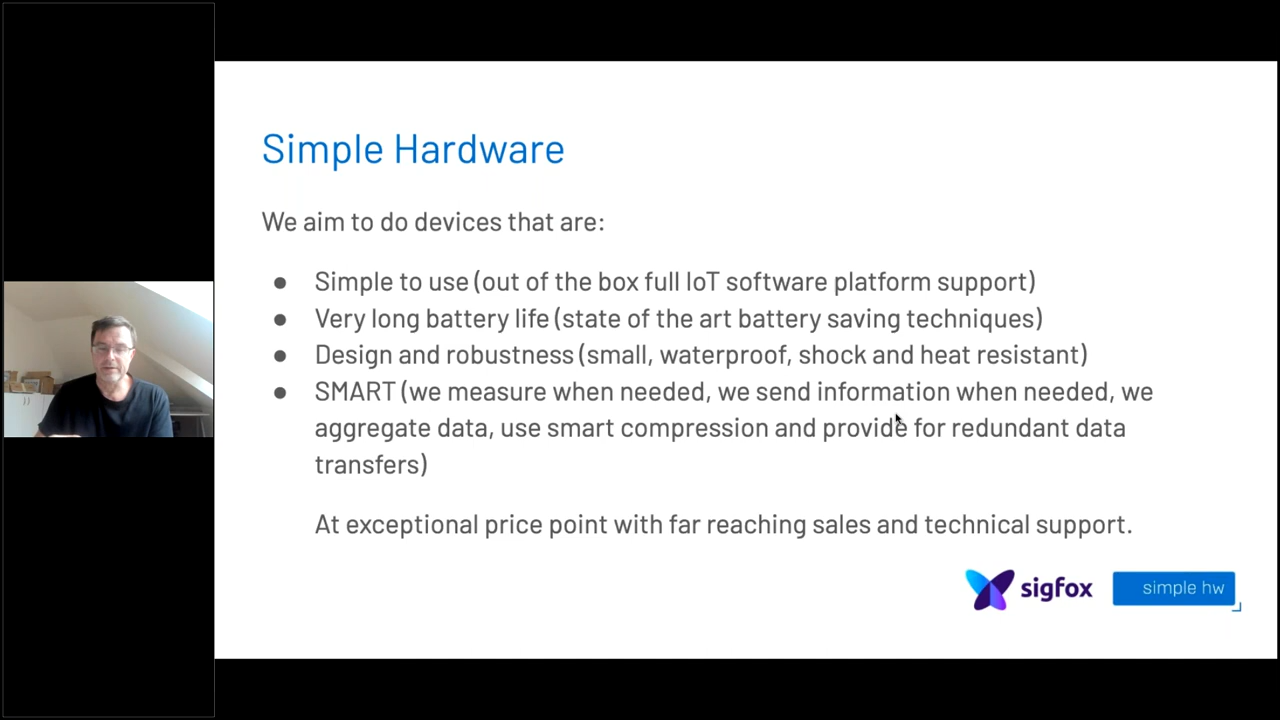 Simple Hardware
We aim to do devices that are:
● Simple to use (out of the box full IoT software platform support)
● Very long battery life (state of the art battery saving techniques)
● Design and robustness (small, waterproof, shock and heat resistant)
● SMART (we measure when needed, we send information when needed, we
aggregate data, use smart compression and provide for redundant data
transfers)
At exceptional price point with far reaching sales and technical support.
sigfox
simple hw